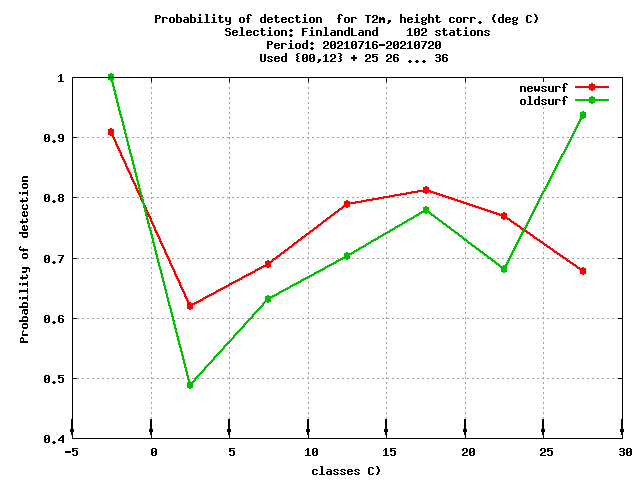 Probability of detection  for T2m, height corr. (deg C)
Selection: FinlandLand    102 stations
Period: 20210716-20210720
Used {00,12} + 25 26 ... 36
newsurf
oldsurf
Probability of detection
1
0.9
0.8
0.7
0.6
0.5
0.4
-5 0 5 10 15 20 25 30
classes C)